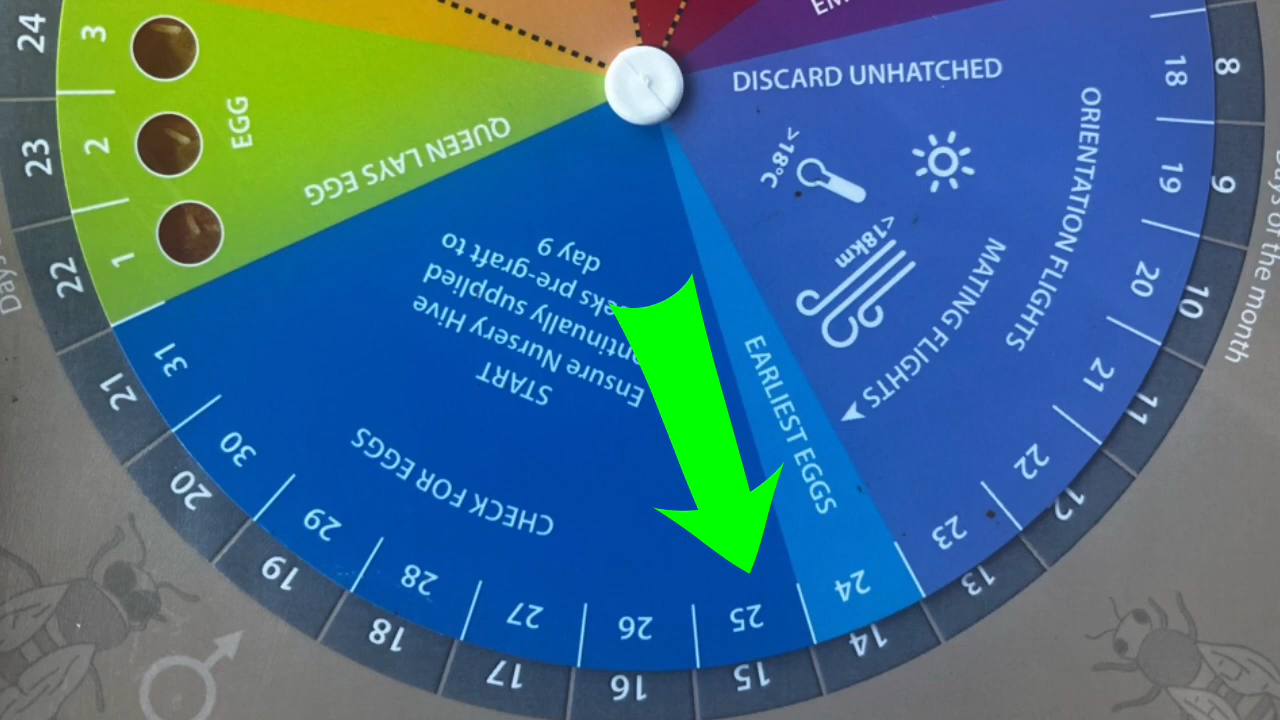 24
23
22
21
20
19
18
17
16
15
14
13
12
11
10
9
8
3
2
1
EGG
QUEEN LAYS EGG
31
30
29
28
27
26
25
24
23
22
21
20
19
18
CHECK FOR EGGS
START
Ensure Nursery Hive
supplied
pre-graft to
day 9
EARLIEST EGGS
DISCARD UNHATCHED
>18°C
<18km
MATING FLIGHTS
ORIENTATION FLIGHTS
Days
of the month